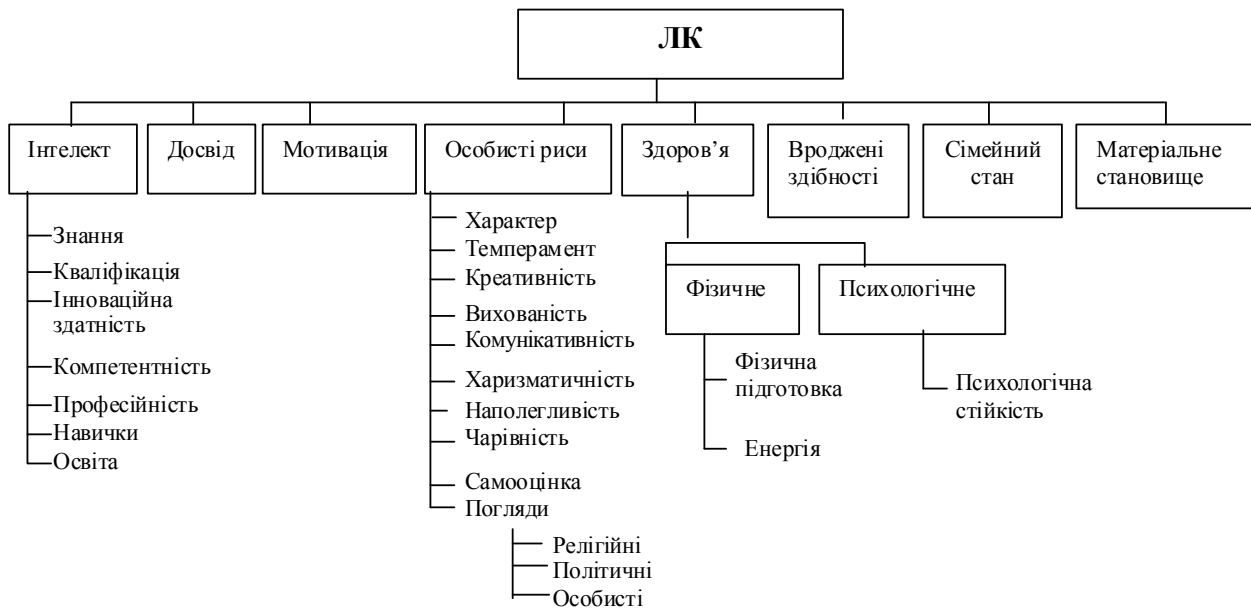 ЛК
Інтелект
Досвід
Мотивація
Особисті риси
Здоров’я
Вроджені
здібності
Сімейний
стан
Матеріальне
становище
Знання
Кваліфікація
Інноваційна
здатність
Компетентність
Професійність
Навички
Освіта
Характер
Темперамент
Креативність
Вихованість
Комунікативність
Харизматичність
Наполегливість
Чарівність
Самооцінка
Погляди
Релігійні
Політичні
Особисті
Фізичне
Психологічне
Фізична
підготовка
Енергія
Психологічна
стійкість